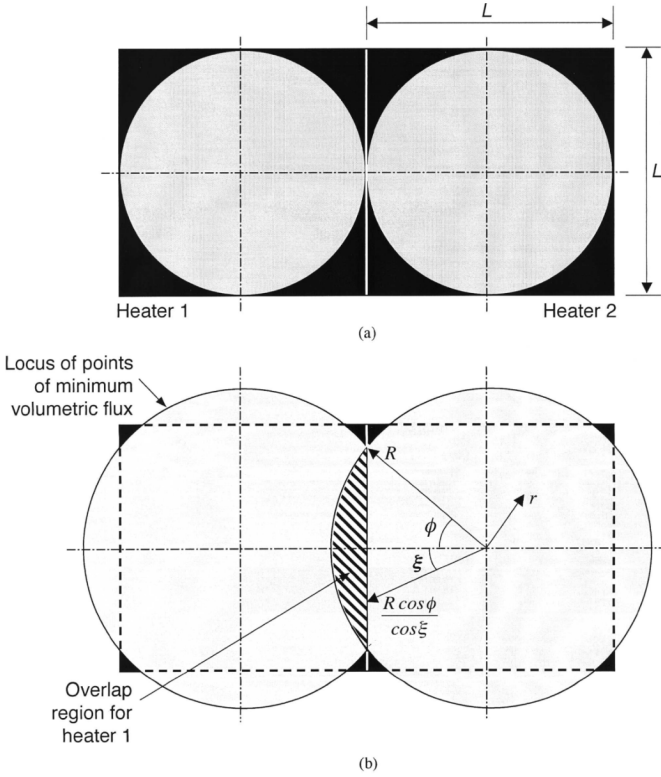 L
L
Heater 1
Heater 2
(a)
Locus of points
of minimum
volumetric flux
R
r
ϕ
ξ
R cosϕ
cosξ
Overlap
region for
heater 1
(b)